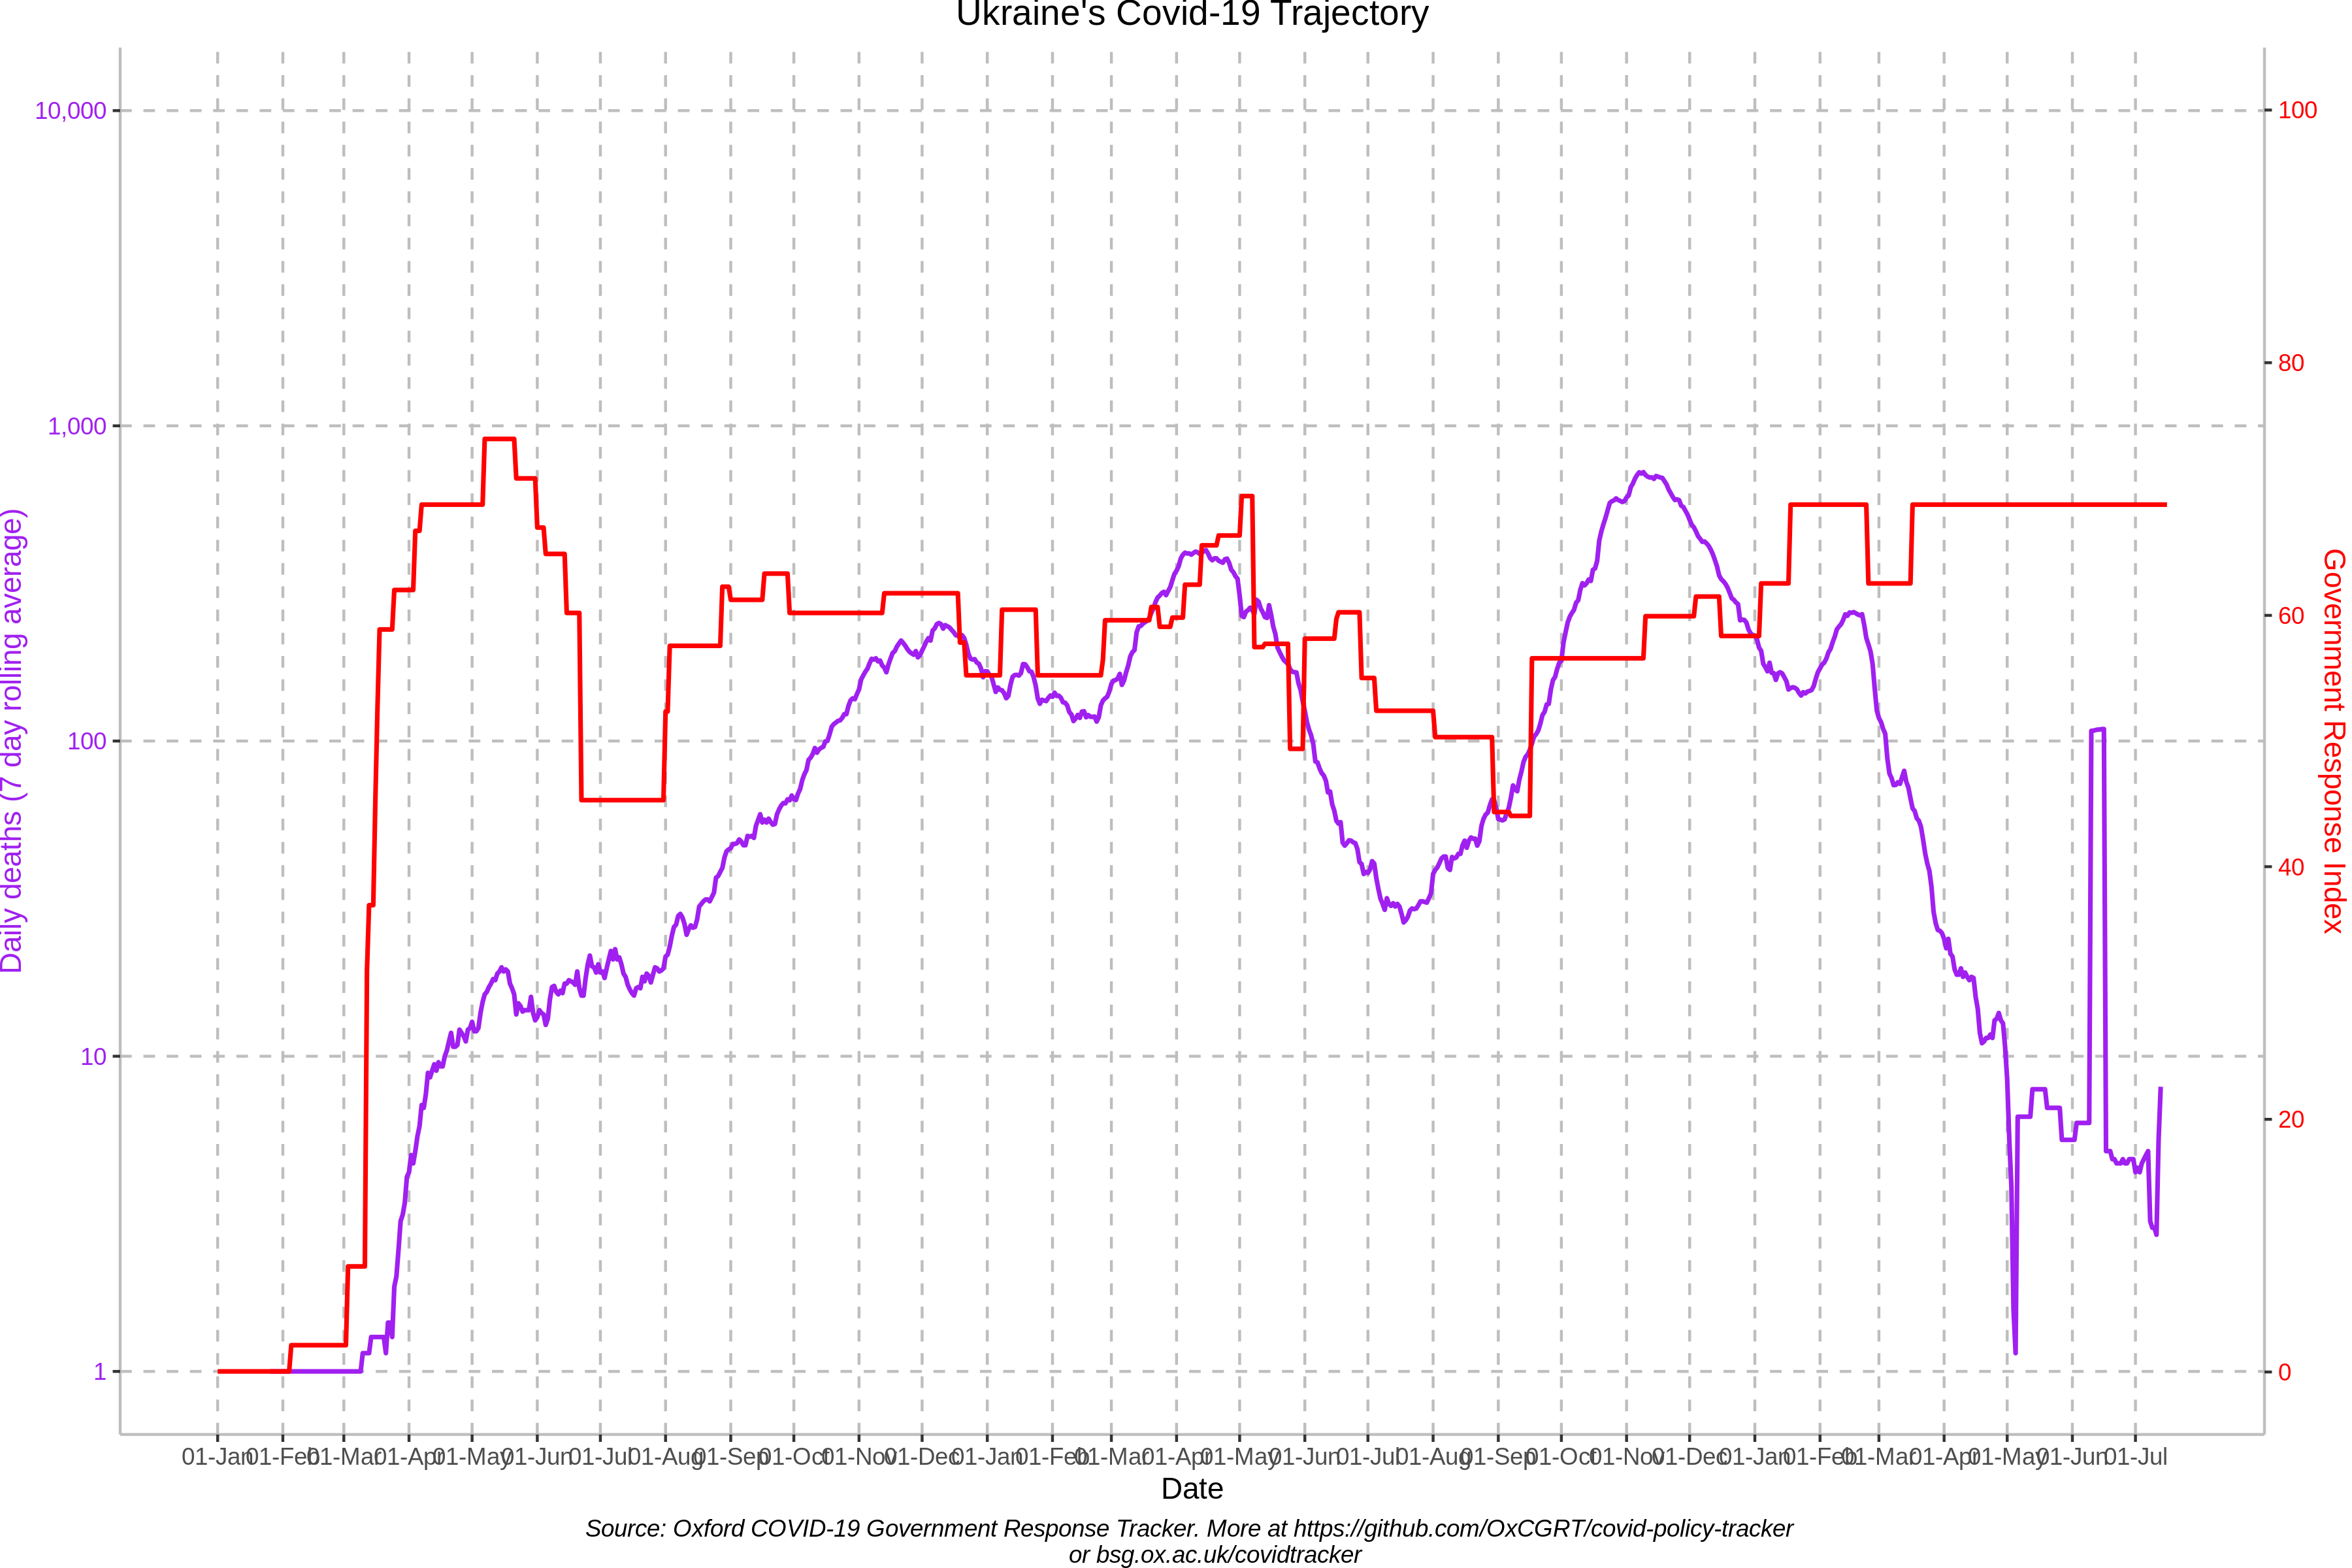 Ukraine's Covid-19 Trajectory
10,000
1,000
100
10
1
Daily deaths (7 day rolling average)
100
80
60
40
20
0
Government Response Index
01-Jan 01-Feb 01-Mar 01-Apr 01-May 01-Jun 01-Jul 01-Aug 01-Sep 01-Oct 01-Nov 01-Dec 01-Jan 01-Feb 01-Mar 01-Apr 01-May 01-Jun 01-Jul 01-Aug 01-Sep 01-Oct 01-Nov 01-Dec 01-Jan 01-Feb 01-Mar 01-Apr 01-May 01-Jun 01-Jul
Date
Source: Oxford COVID-19 Government Response Tracker. More at https://github.com/OxCGRT/covid-policy-tracker
or bsg.ox.ac.uk/covidtracker